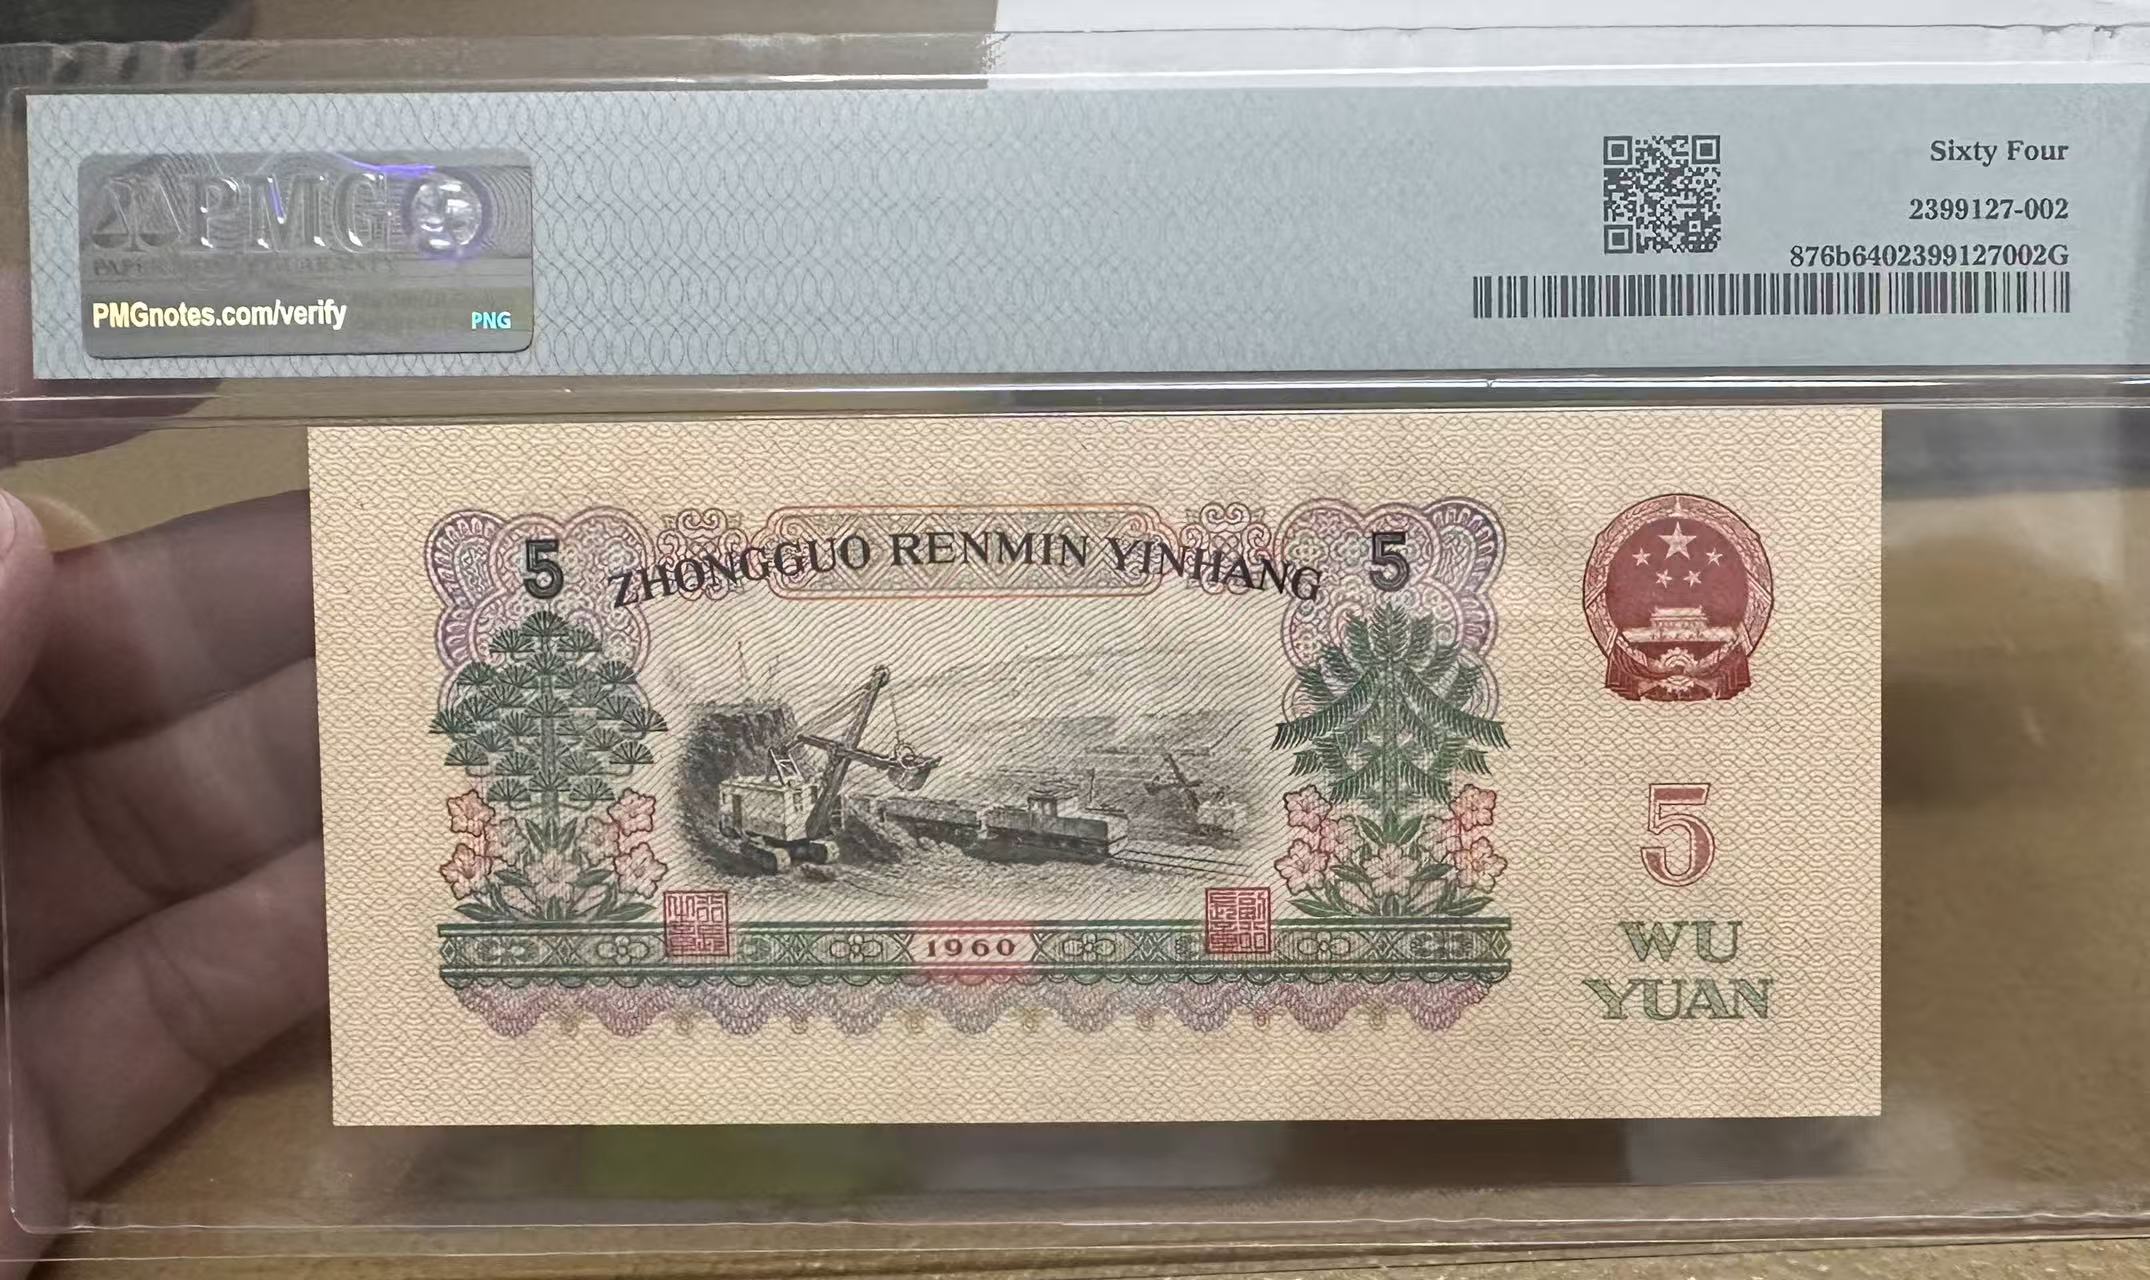 PMG
PMGnotes.com/verify
PNG
Sixty Four
2399127-002
876b6402399127002G
5
ZHONGGUO RENMIN YINHANG
5
1960
5
WU
YUAN